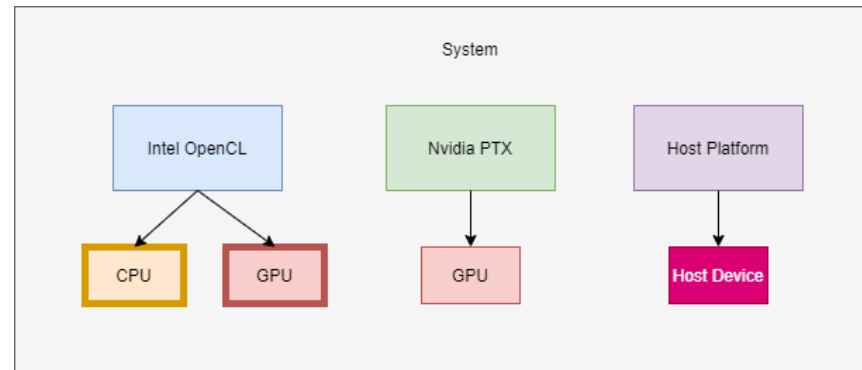 System
Intel OpenCL
Nvidia PTX
Host Platform
CPU
GPU
GPU
Host Device